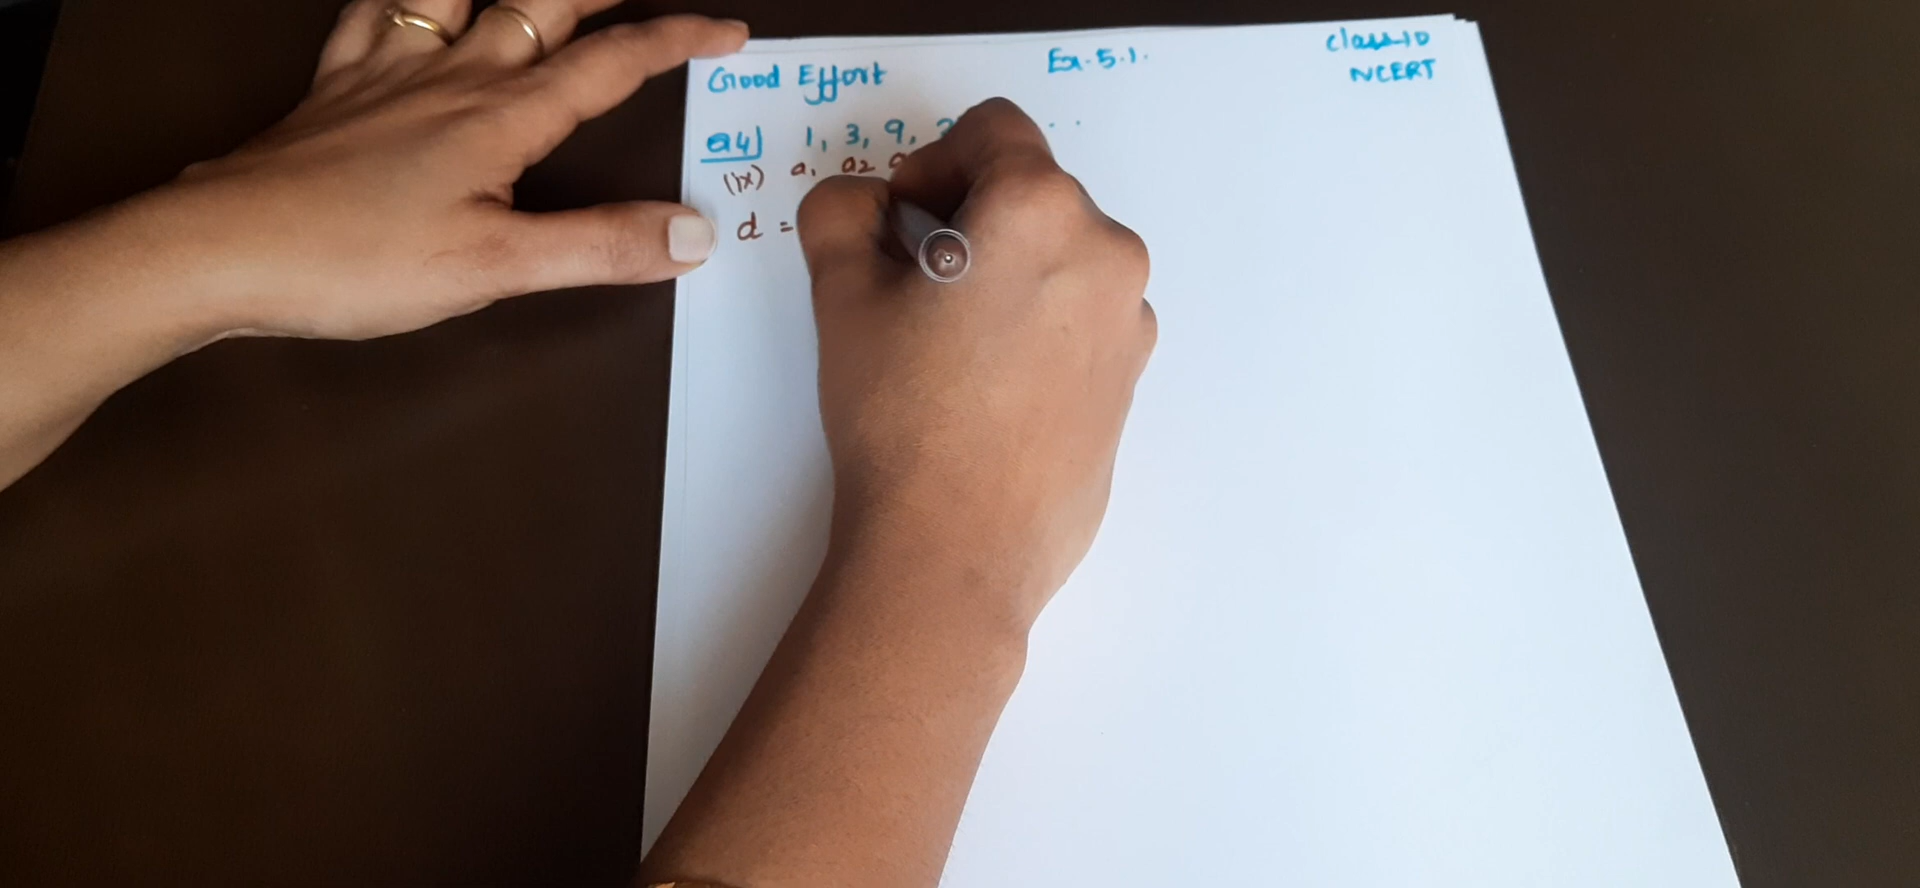 Good Effort Ex. 5.1. Class-10
NCERT
Q4) 1, 3, 9, . .
(ix) a1 a2
d =